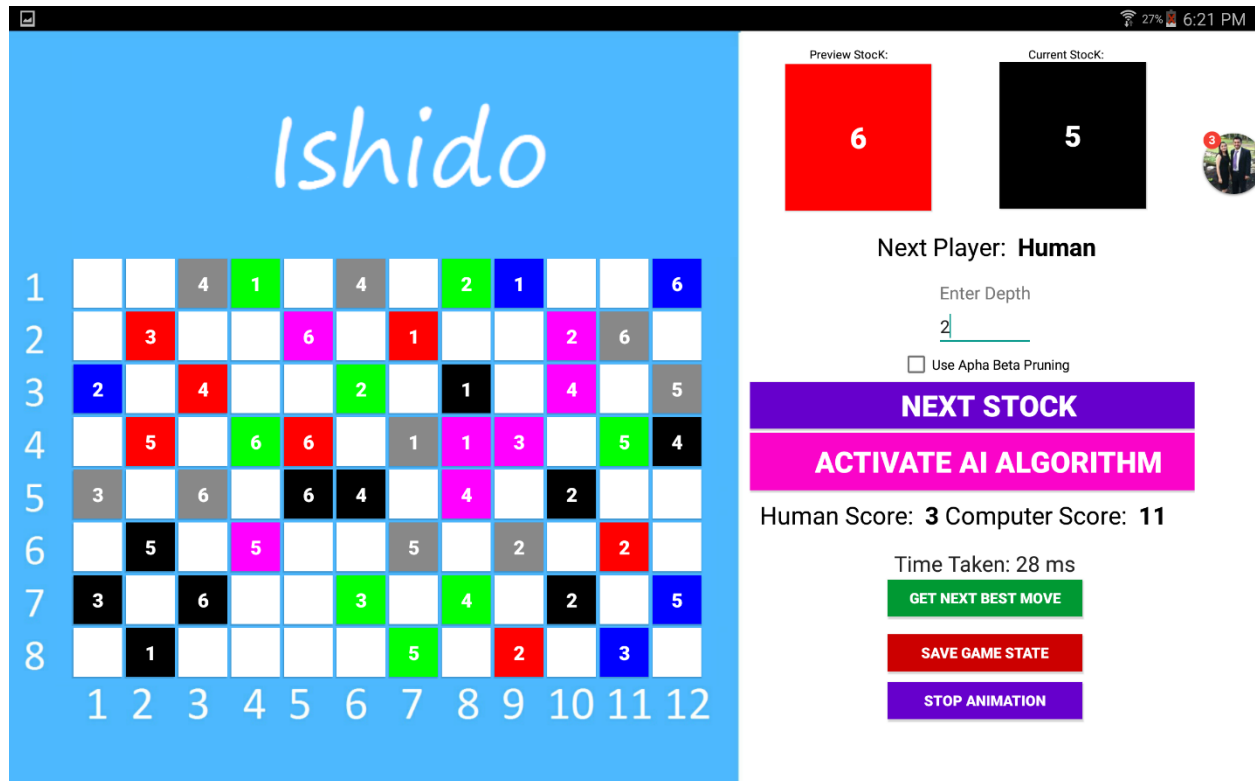 27% 6:21 PM
Preview StocK:
Current StocK:
6
5
3
Ishido
Next Player: Human
Enter Depth
2
Use Apha Beta Pruning
NEXT STOCK
ACTIVATE AI ALGORITHM
Human Score: 3 Computer Score: 11
Time Taken: 28 ms
GET NEXT BEST MOVE
SAVE GAME STATE
STOP ANIMATION
1 4 1 4 2 1 6
2 3 6 1 2 6
3 2 4 2 1 4 5
4 5 6 6 1 1 3 5 4
5 3 6 6 4 4 2
6 5 5 5 2 2
7 3 6 3 4 2 5
8 1 5 2 3
1 2 3 4 5 6 7 8 9 10 11 12